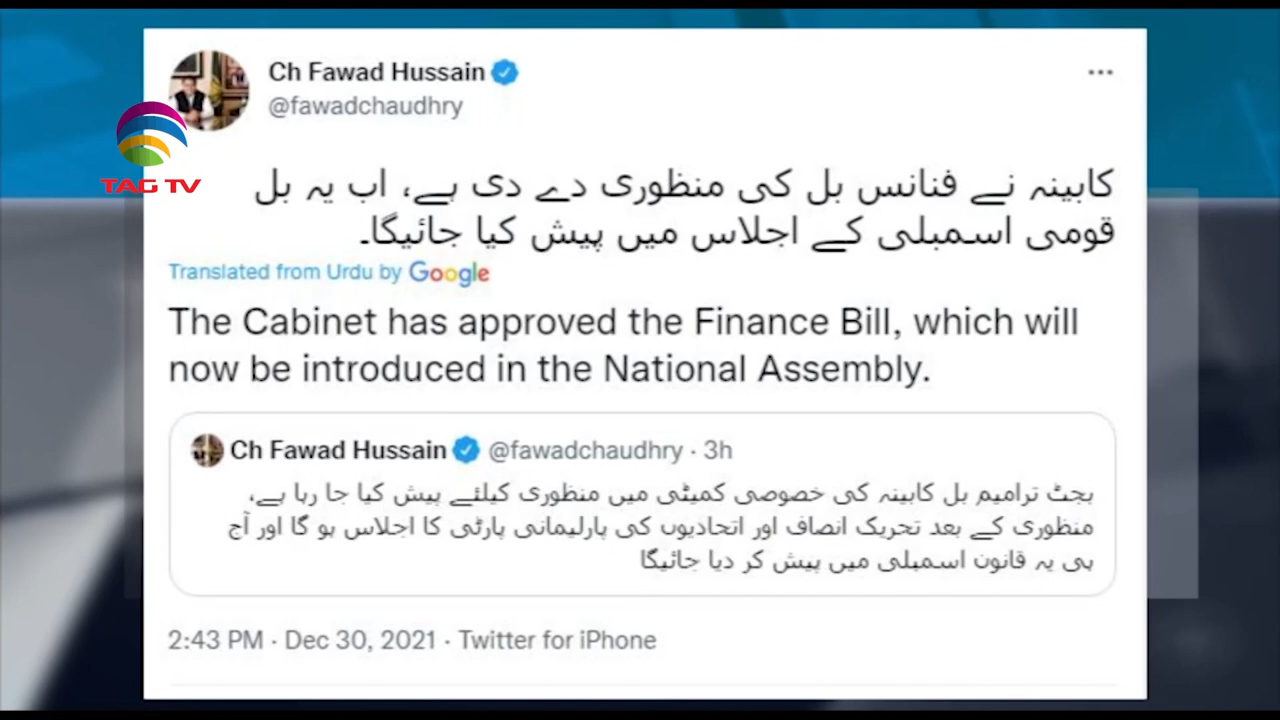 Ch Fawad Hussain
@fawadchaudhry
TAG TV
کابینہ نے فنانس بل کی منظوری دے دی ہے، اب یہ بل
قومی اسمبلی کے اجلاس میں پیش کیا جائیگا۔
Translated from Urdu by Google
The Cabinet has approved the Finance Bill, which will
now be introduced in the National Assembly.
Ch Fawad Hussain @fawadchaudhry · 3h
بجٹ ترامیم بل کابینہ کی خصوصی کمیٹی میں منظوری کیلئے پیش کیا جا رہا ہے،
منظوری کے بعد تحریک انصاف اور اتحادیوں کی پارلیمانی پارٹی کا اجلاس ہو گا اور آج
ہی یہ قانون اسمبلی میں پیش کر دیا جائیگا
2:43 PM · Dec 30, 2021 · Twitter for iPhone